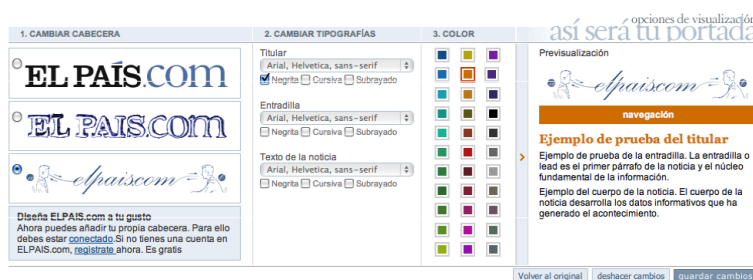 opciones de visualización
así será tu portada
1. CAMBIAR CABECERA
2. CAMBIAR TIPOGRAFÍAS
3. COLOR
EL PAÍS.com
EL PAIS.COM
elpaiscom
Diseña ELPAIS.com a tu gusto
Ahora puedes añadir tu propia cabecera. Para ello
debes estar conectado.Si no tienes una cuenta en
ELPAIS.com, registrate ahora. Es gratis
Titular
Arial, Helvetica, sans-serif
Negrita Cursiva Subrayado
Entradilla
Arial, Helvetica, sans-serif
Negrita Cursiva Subrayado
Texto de la noticia
Arial, Helvetica, sans-serif
Negrita Cursiva Subrayado
Previsualización
elpaiscom
navegación
Ejemplo de prueba del titular
Ejemplo de prueba de la entradilla. La entradilla o
lead es el primer párrafo de la noticia y el núcleo
fundamental de la información.
Ejemplo del cuerpo de la noticia. El cuerpo de la
noticia desarrolla los datos informativos que ha
generado el acontecimiento.
Volver al original
deshacer cambios
guardar cambios